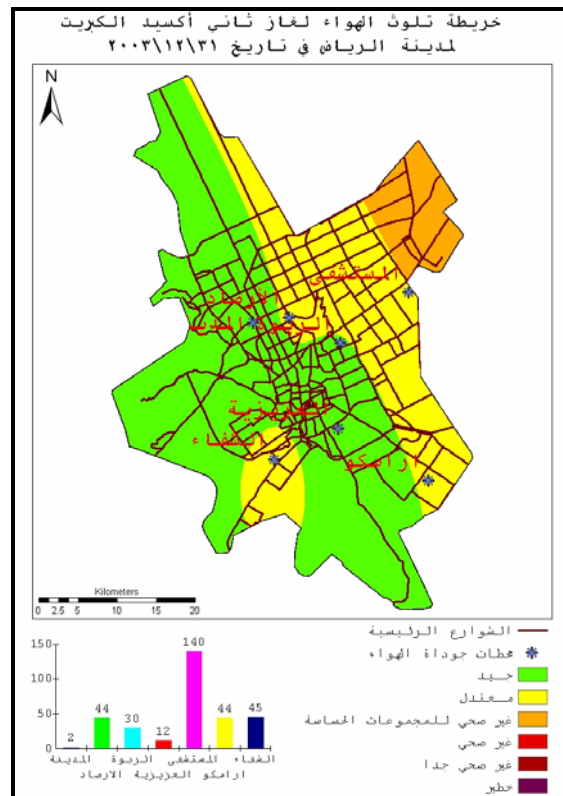 خريطة تلوث الهواء لغاز ثاني أكسيد الكبريت
لمدينة الرياض في تاريخ ٣١\١٢\٢٠٠٣
N
المستشفى
الأرصاد
الربوة المدينة
العزيزية
الشفاء
ارامكو
Kilometers
0 2.5 5 10 15 20
الشوارع الرئيسية
محطات جوداة الهواء
جيد
معتدل
غير صحي للمجموعات الحساسة
غير صحي
غير صحي جدا
خطير
150
100
50
0
2 44 30 12 140 44 45
المدينة الربوة المستشفى الشفاء
ارامكو العزيزية الارصاد